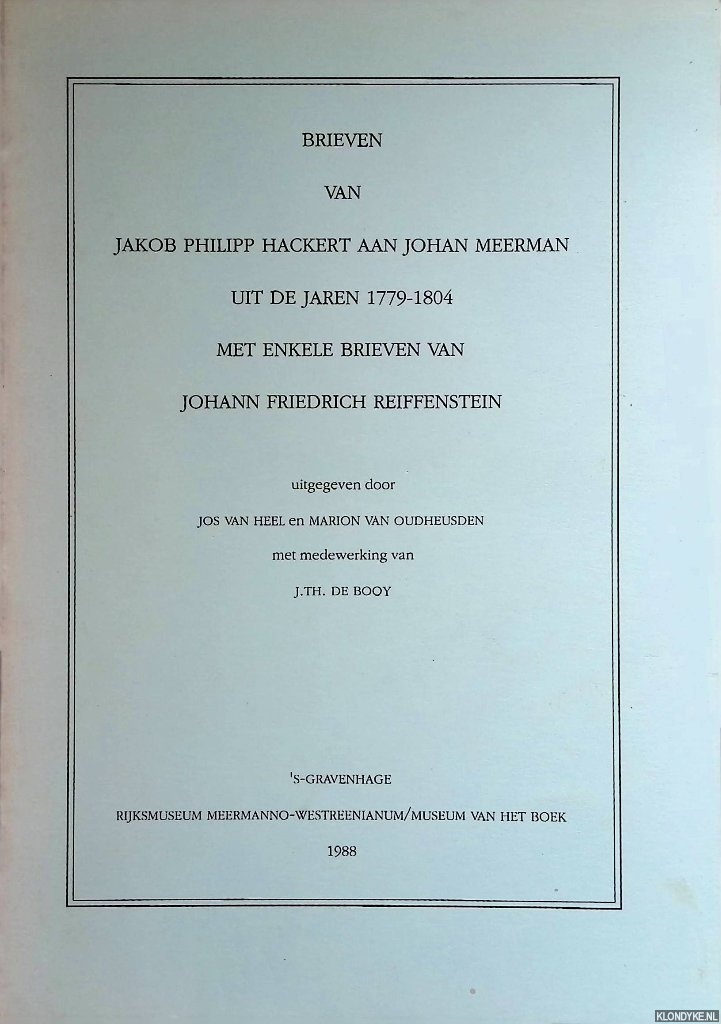 BRIEVEN
VAN
JAKOB PHILIPP HACKERT AAN JOHAN MEERMAN
UIT DE JAREN 1779-1804
MET ENKELE BRIEVEN VAN
JOHANN FRIEDRICH REIFFENSTEIN
uitgegeven door
JOS VAN HEEL en MARION VAN OUDHEUSDEN
met medewerking van
J.TH. DE BOOY
'S-GRAVENHAGE
RIJKSMUSEUM MEERMANNO-WESTREENIANUM/MUSEUM VAN HET BOEK
1988
KLONDYKE.NL